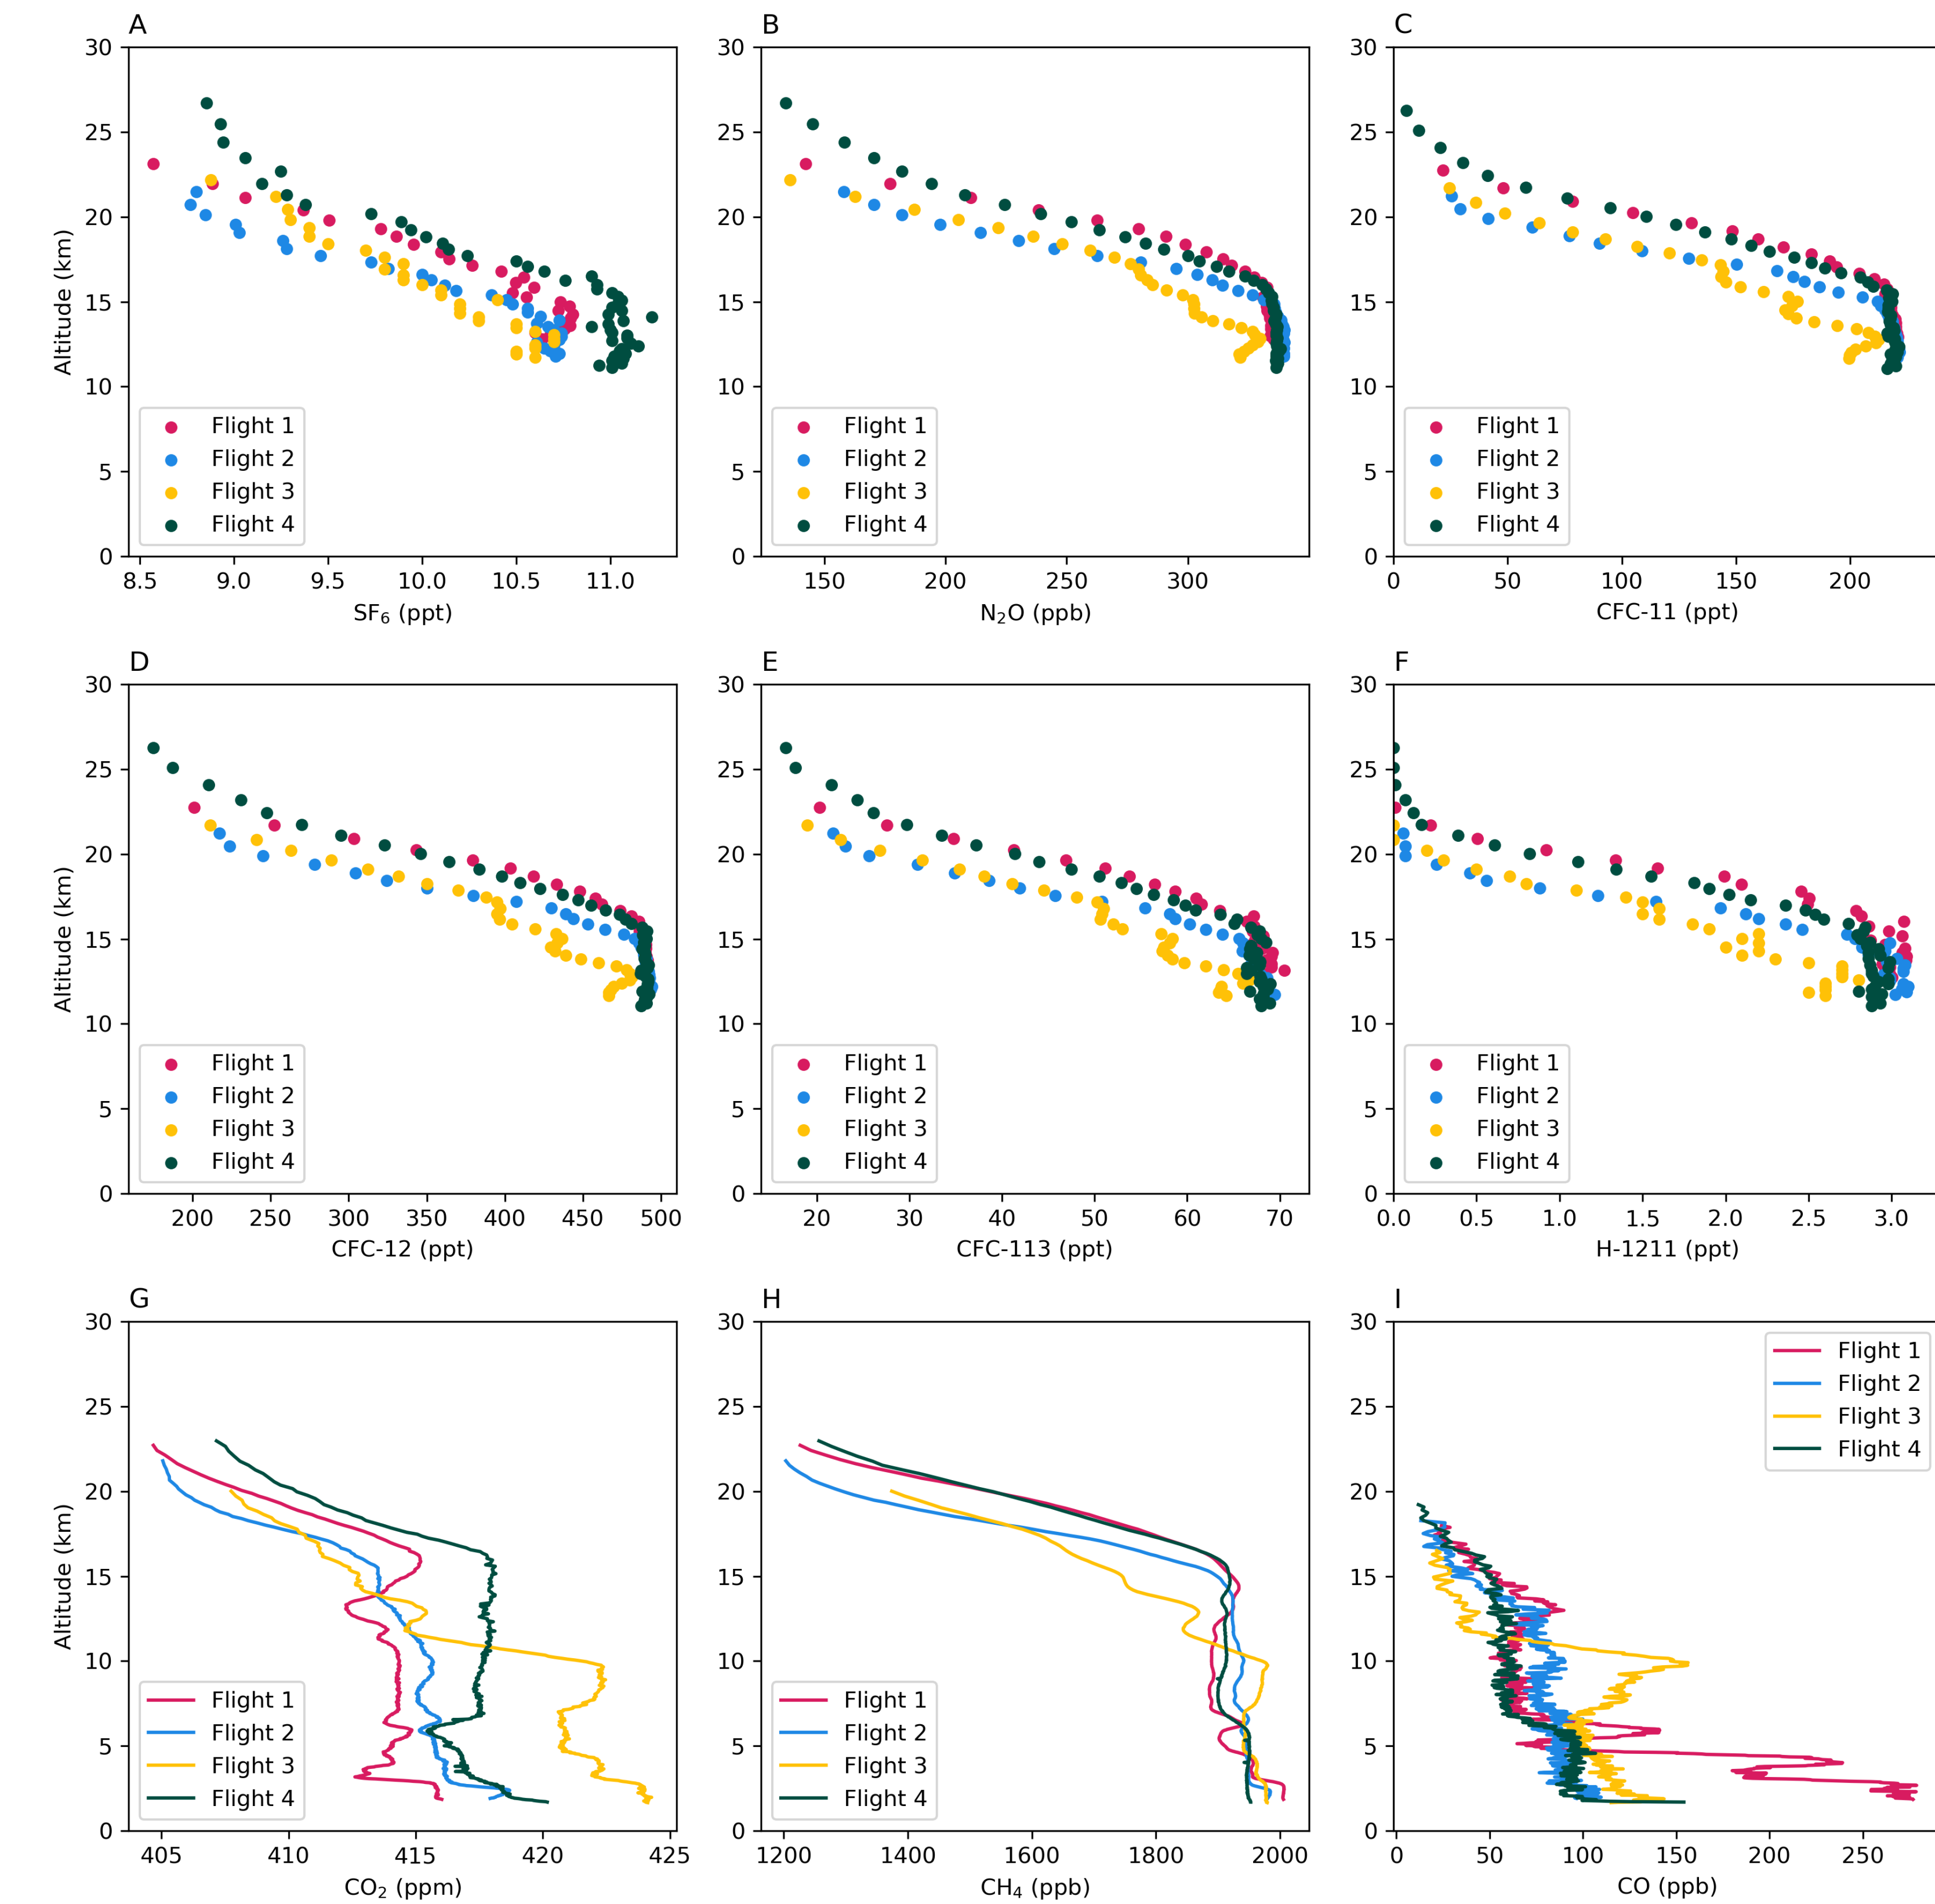 A
B
C
30
25
20
15
10
5
0
Altitude (km)
Flight 1
Flight 2
Flight 3
Flight 4
8.5 9.0 9.5 10.0 10.5 11.0
SF₆ (ppt)
30
25
20
15
10
5
0
Flight 1
Flight 2
Flight 3
Flight 4
150 200 250 300
N₂O (ppb)
30
25
20
15
10
5
0
Flight 1
Flight 2
Flight 3
Flight 4
0 50 100 150 200
CFC-11 (ppt)
D
E
F
30
25
20
15
10
5
0
Altitude (km)
Flight 1
Flight 2
Flight 3
Flight 4
200 250 300 350 400 450 500
CFC-12 (ppt)
30
25
20
15
10
5
0
Flight 1
Flight 2
Flight 3
Flight 4
20 30 40 50 60 70
CFC-113 (ppt)
30
25
20
15
10
5
0
Flight 1
Flight 2
Flight 3
Flight 4
0.0 0.5 1.0 1.5 2.0 2.5 3.0
H-1211 (ppt)
G
H
I
30
25
20
15
10
5
0
Altitude (km)
Flight 1
Flight 2
Flight 3
Flight 4
405 410 415 420 425
CO₂ (ppm)
30
25
20
15
10
5
0
Flight 1
Flight 2
Flight 3
Flight 4
1200 1400 1600 1800 2000
CH₄ (ppb)
30
25
20
15
10
5
0
Flight 1
Flight 2
Flight 3
Flight 4
0 50 100 150 200 250
CO (ppb)